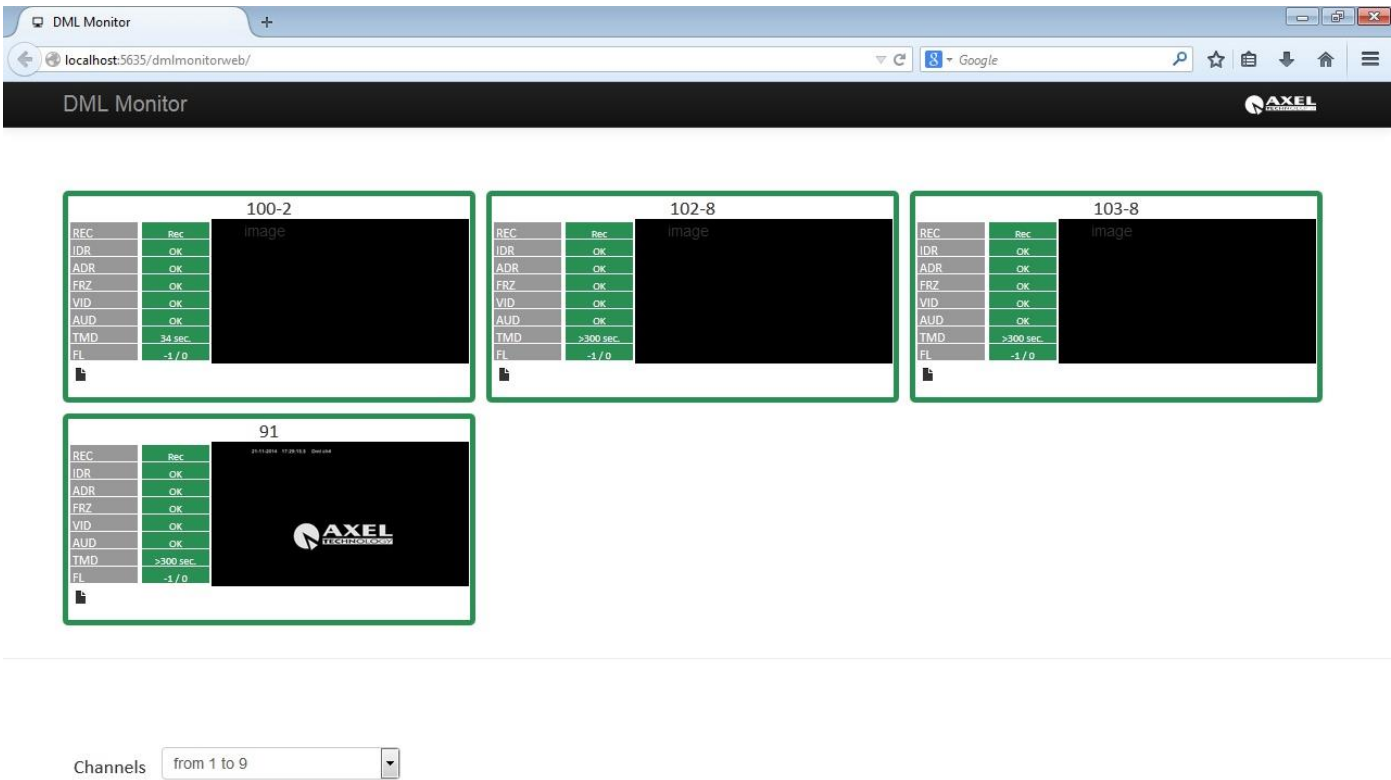 DML Monitor
localhost:5635/dmlmonitorweb/
Google
DML Monitor
AXEL
TECHNOLOGY
100-2
REC Rec
IDR OK
ADR OK
FRZ OK
VID OK
AUD OK
TMD 34 sec.
FL -1 / 0
image
102-8
REC Rec
IDR OK
ADR OK
FRZ OK
VID OK
AUD OK
TMD >300 sec.
FL -1 / 0
image
103-8
REC Rec
IDR OK
ADR OK
FRZ OK
VID OK
AUD OK
TMD >300 sec.
FL -1 / 0
image
91
REC Rec
IDR OK
ADR OK
FRZ OK
VID OK
AUD OK
TMD >300 sec.
FL -1 / 0
21-11-2014
AXEL
TECHNOLOGY
Channels from 1 to 9